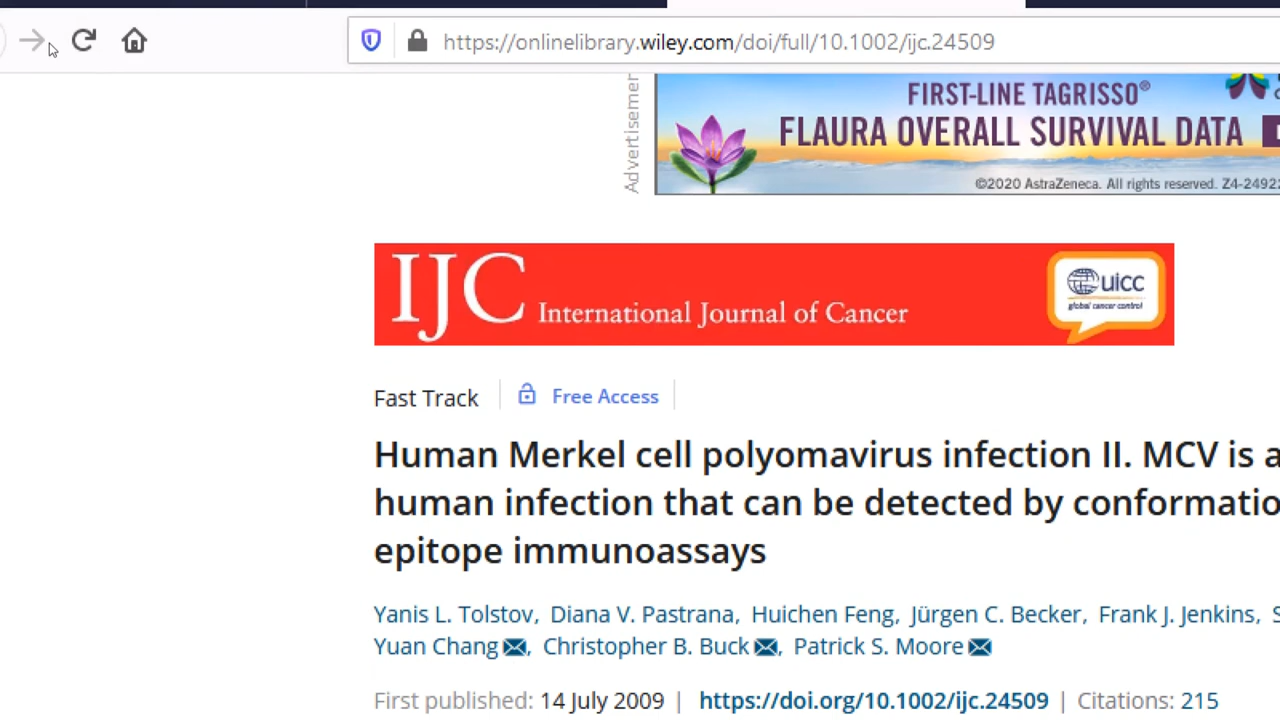 https://onlinelibrary.wiley.com/doi/full/10.1002/ijc.24509
Advertisemen
FIRST-LINE TAGRISSO®
FLAURA OVERALL SURVIVAL DATA
©2020 AstraZeneca. All rights reserved. Z4-2492
IJC International Journal of Cancer
uicc
global cancer control
Fast Track
Free Access
Human Merkel cell polyomavirus infection II. MCV is a
human infection that can be detected by conformatio
epitope immunoassays
Yanis L. Tolstov, Diana V. Pastrana, Huichen Feng, Jürgen C. Becker, Frank J. Jenkins, S
Yuan Chang, Christopher B. Buck, Patrick S. Moore
First published: 14 July 2009 | https://doi.org/10.1002/ijc.24509 | Citations: 215